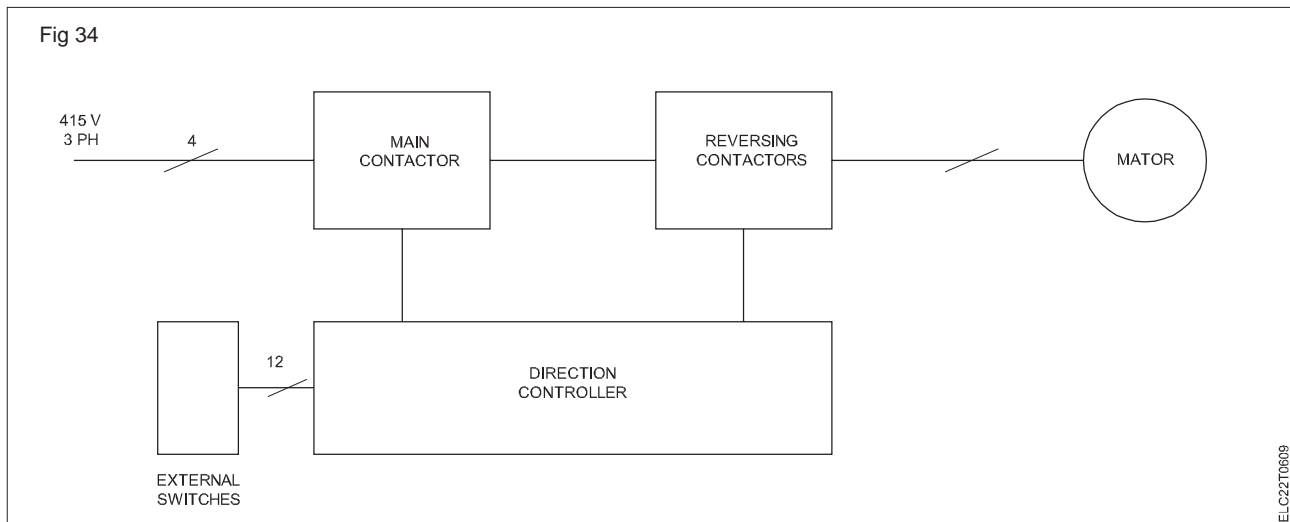 Fig 34
415 V
3 PH
4
MAIN
CONTACTOR
REVERSING
CONTACTORS
MATOR
12
DIRECTION
CONTROLLER
EXTERNAL
SWITCHES
ELC22T0609